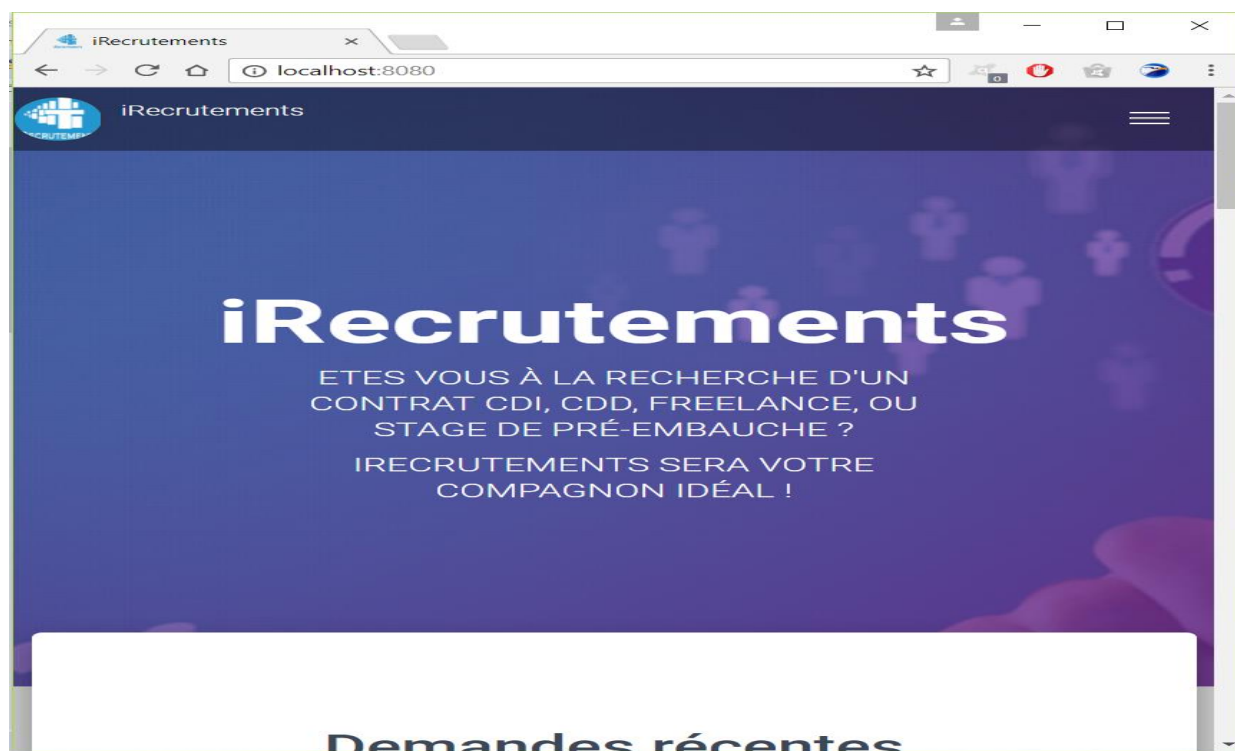 iRecrutements
localhost:8080
0
iRecrutements
iRecrutements
ETES VOUS À LA RECHERCHE D'UN
CONTRAT CDI, CDD, FREELANCE, OU
STAGE DE PRÉ-EMBAUCHE ?
IRECRUTEMENTS SERA VOTRE
COMPAGNON IDÉAL !
Demandes récentes